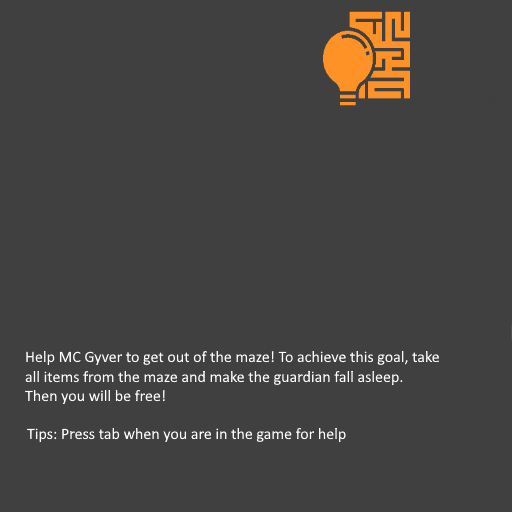 Help MC Gyver to get out of the maze! To achieve this goal, take
all items from the maze and make the guardian fall asleep.
Then you will be free!
Tips: Press tab when you are in the game for help